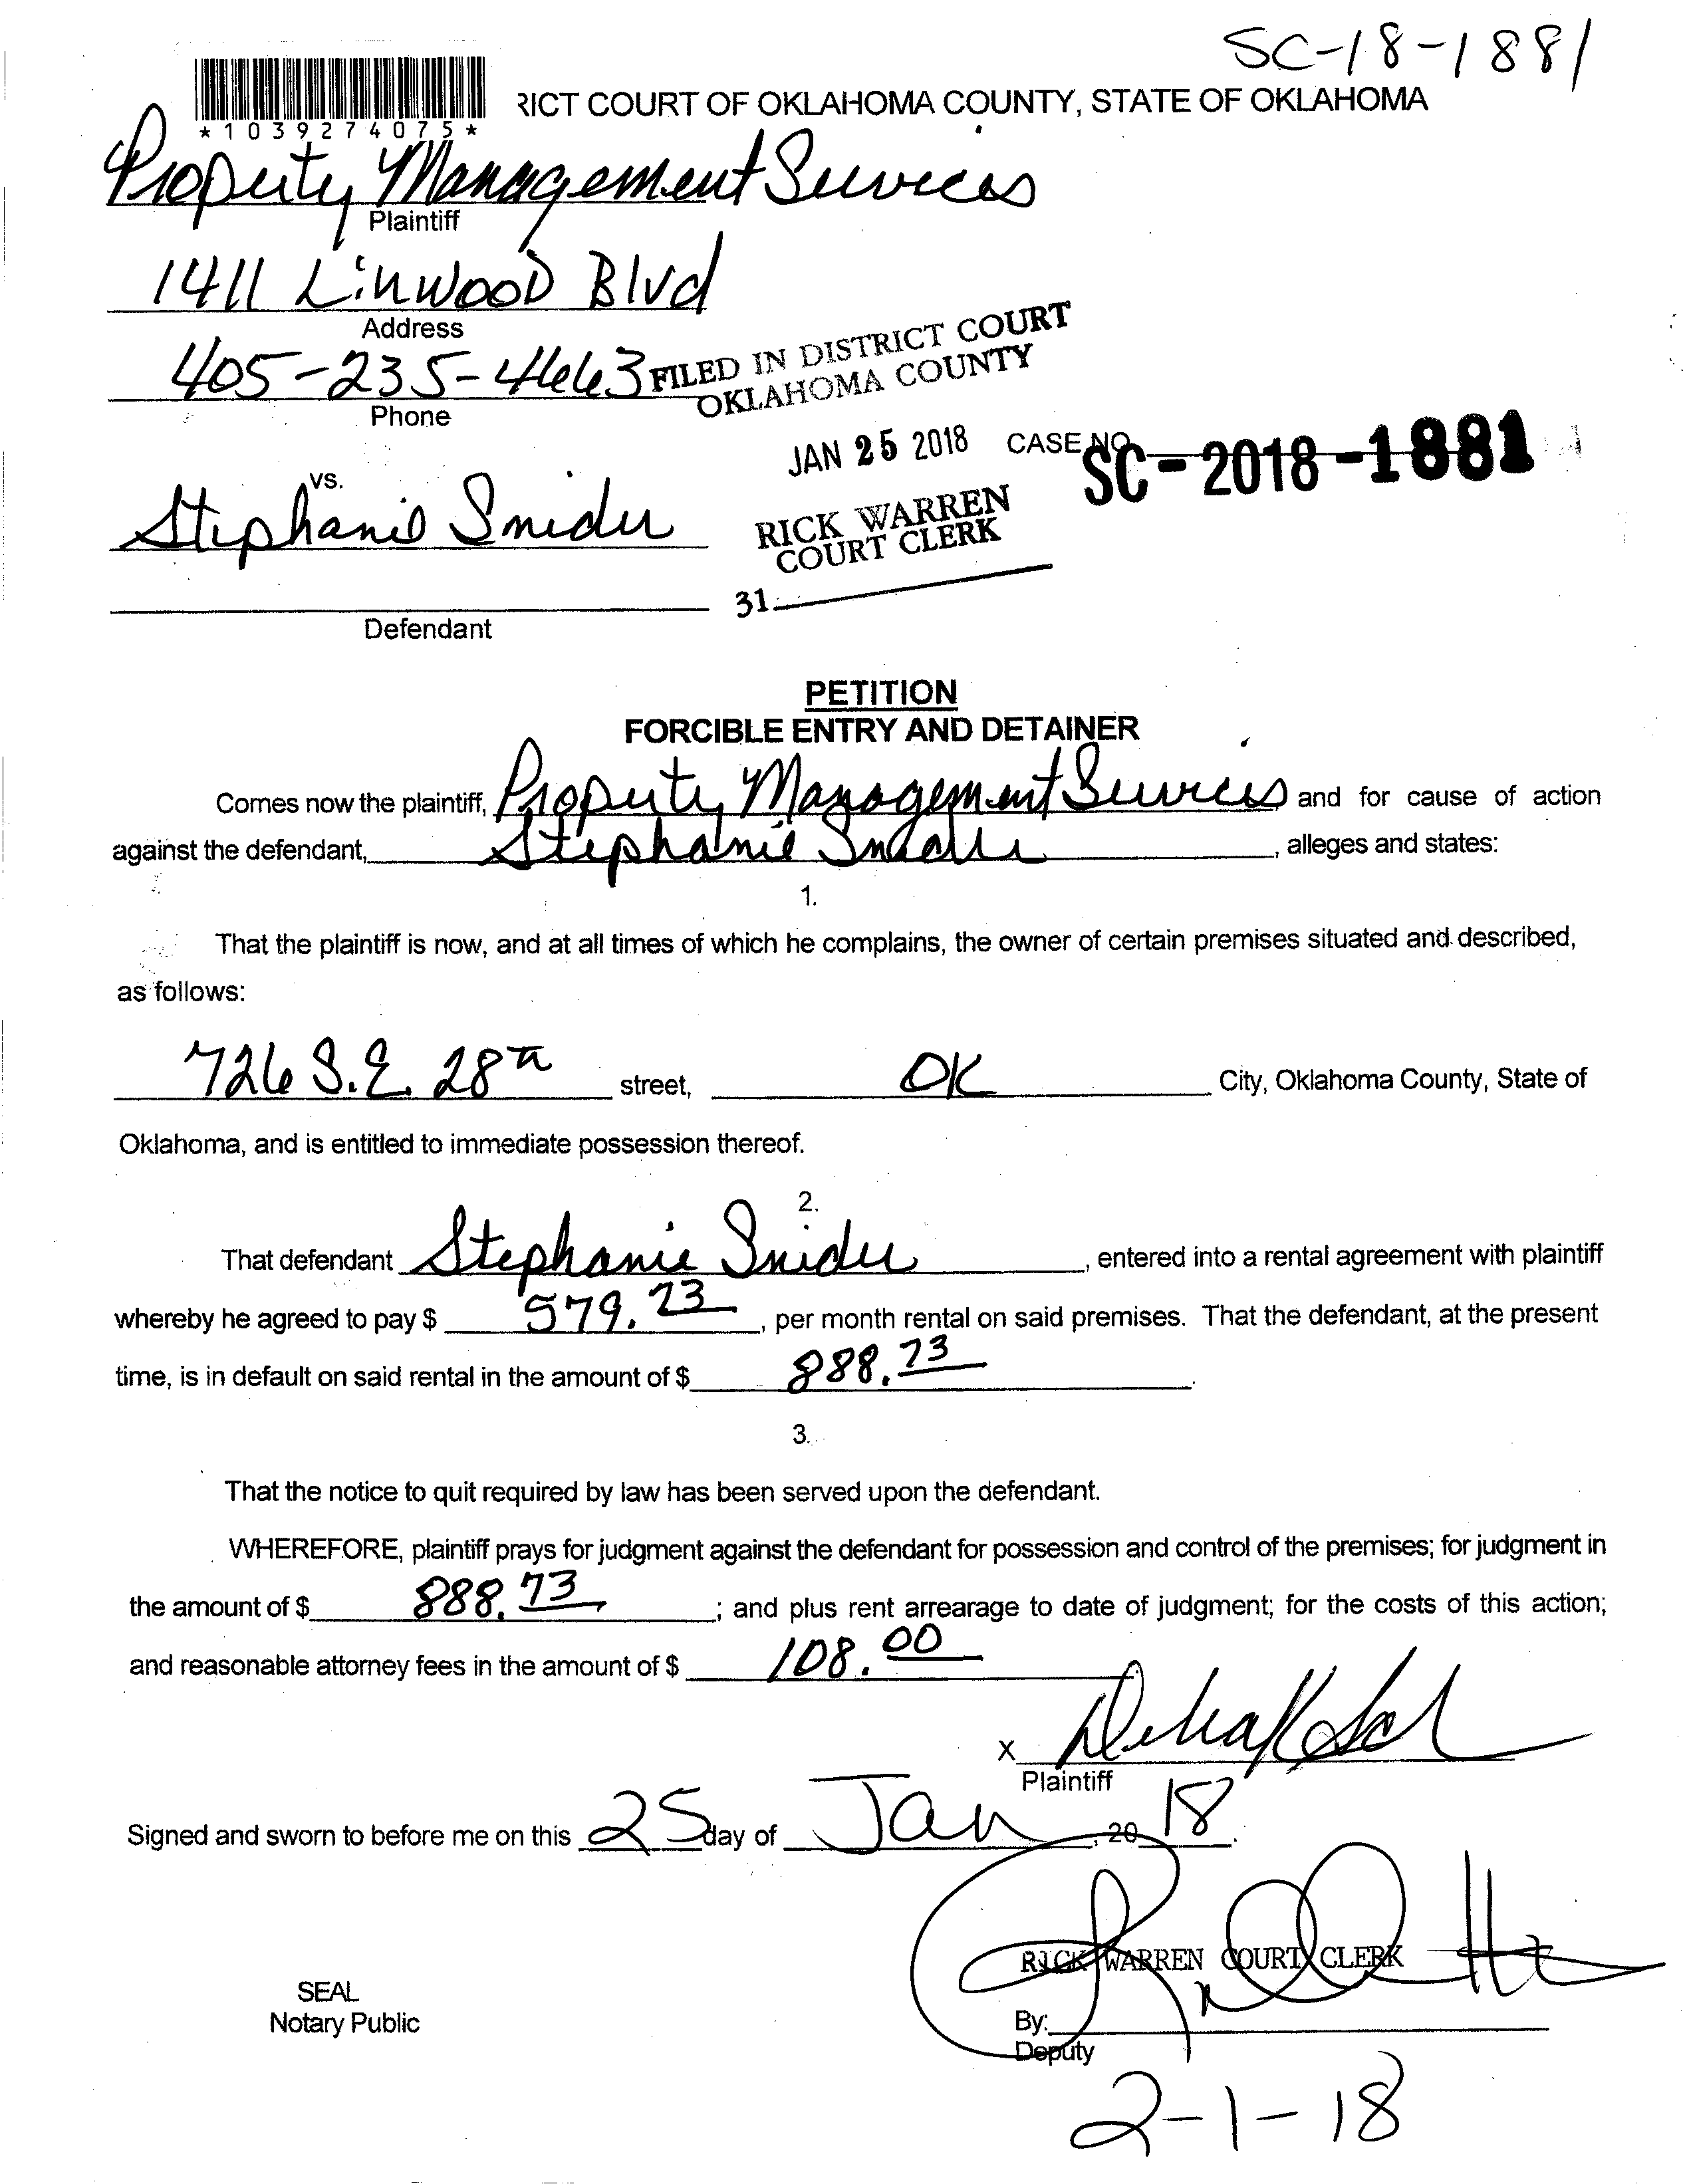 SC-18-1881
*1039274075*
RICT COURT OF OKLAHOMA COUNTY, STATE OF OKLAHOMA
Property Management Services
Plaintiff
1411 Linwood Blvd
Address
405-235-4663
Phone
FILED IN DISTRICT COURT
OKLAHOMA COUNTY
JAN 25 2018
CASE NO. SC-2018-1881
vs.
Stephanie Snider
RICK WARREN
COURT CLERK
31
Defendant
PETITION
FORCIBLE ENTRY AND DETAINER
Comes now the plaintiff, Property Management Services and for cause of action
against the defendant, Stephanie Snider, alleges and states:
1.
That the plaintiff is now, and at all times of which he complains, the owner of certain premises situated and described,
as follows:
726 S.E. 28th street, OK City, Oklahoma County, State of
Oklahoma, and is entitled to immediate possession thereof.
2.
That defendant Stephanie Snider, entered into a rental agreement with plaintiff
whereby he agreed to pay $ 579.23, per month rental on said premises. That the defendant, at the present
time, is in default on said rental in the amount of $ 888.73.
3.
That the notice to quit required by law has been served upon the defendant.
WHEREFORE, plaintiff prays for judgment against the defendant for possession and control of the premises; for judgment in
the amount of $ 888.73; and plus rent arrearage to date of judgment; for the costs of this action;
and reasonable attorney fees in the amount of $ 108.00
X
Plaintiff
Signed and sworn to before me on this 25 day of Jan, 20 18.
RICK WARREN COURT CLERK
SEAL
Notary Public
By:
Deputy
2-1-18